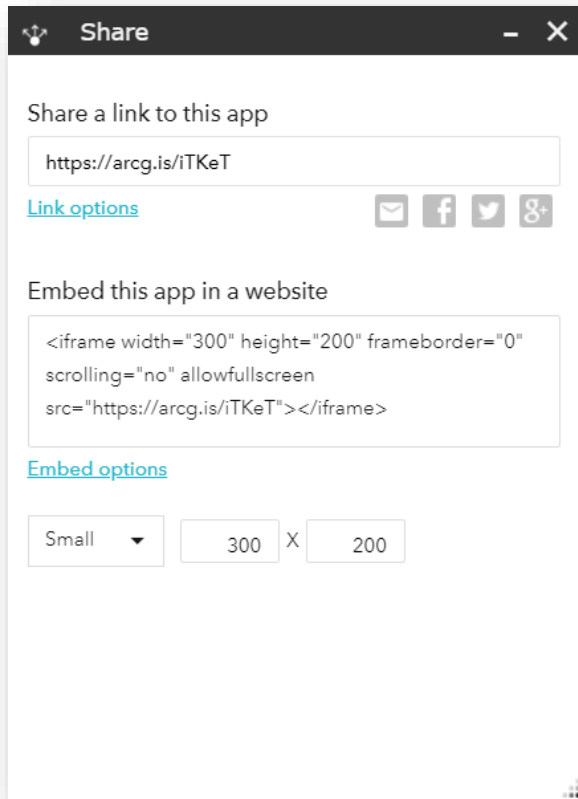 Share
Share a link to this app
https://arcg.is/iTKeT
Link options
Embed this app in a website
<iframe width="300" height="200" frameborder="0"
scrolling="no" allowfullscreen
src="https://arcg.is/iTKeT"></iframe>
Embed options
Small 300 X 200